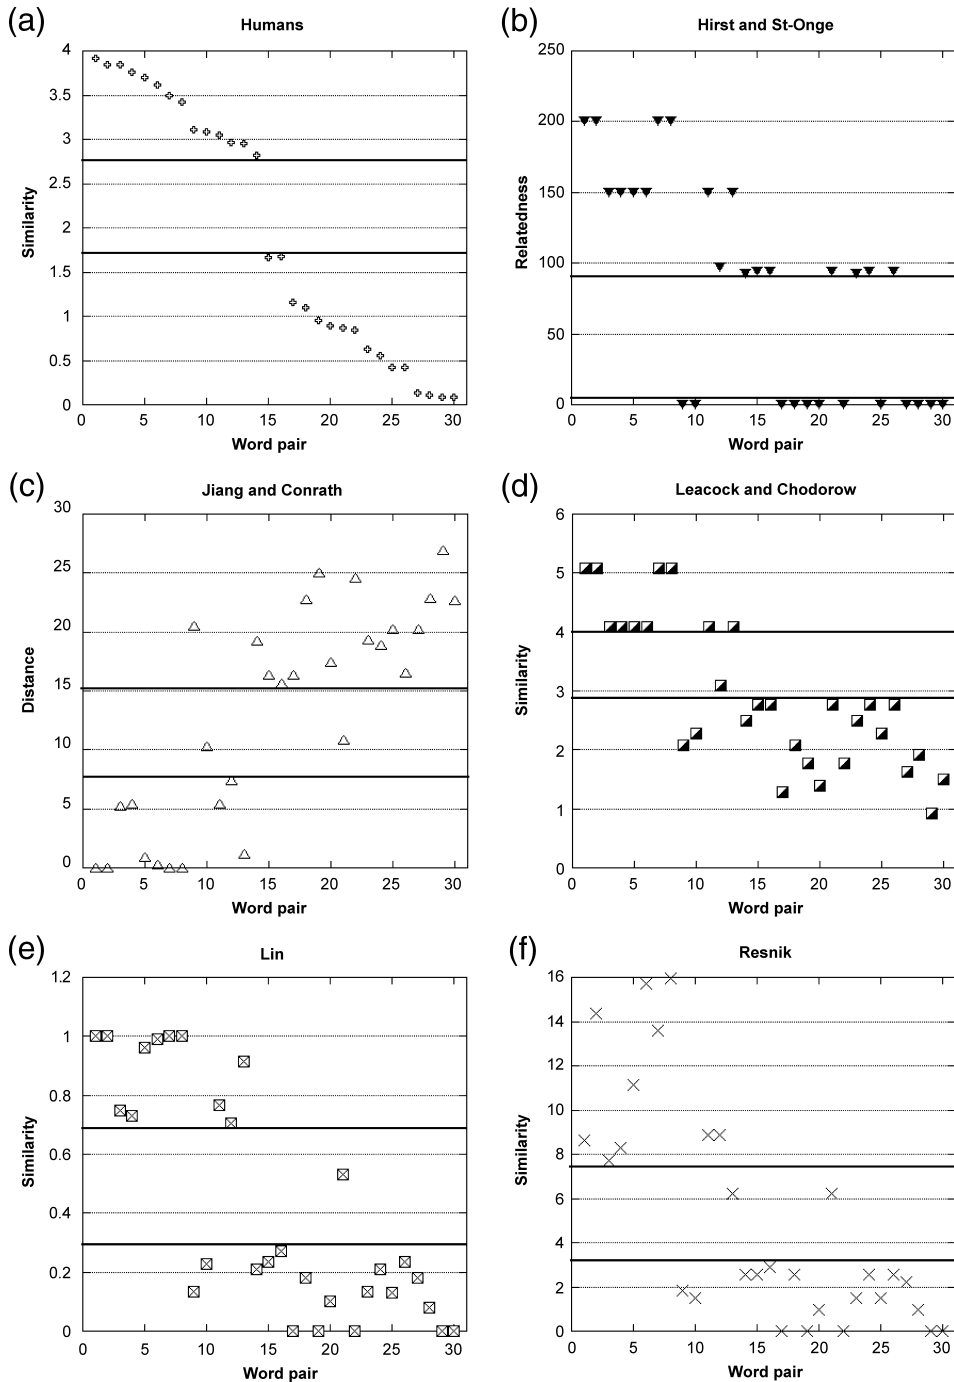 (a)
Humans
4
3.5
3
2.5
2
1.5
1
0.5
0
Similarity
0 5 10 15 20 25 30
Word pair
(b)
Hirst and St-Onge
250
200
150
100
50
0
Relatedness
0 5 10 15 20 25 30
Word pair
(c)
Jiang and Conrath
30
25
20
15
10
5
0
Distance
0 5 10 15 20 25 30
Word pair
(d)
Leacock and Chodorow
6
5
4
3
2
1
0
Similarity
0 5 10 15 20 25 30
Word pair
(e)
Lin
1.2
1
0.8
0.6
0.4
0.2
0
Similarity
0 5 10 15 20 25 30
Word pair
(f)
Resnik
16
14
12
10
8
6
4
2
0
Similarity
0 5 10 15 20 25 30
Word pair